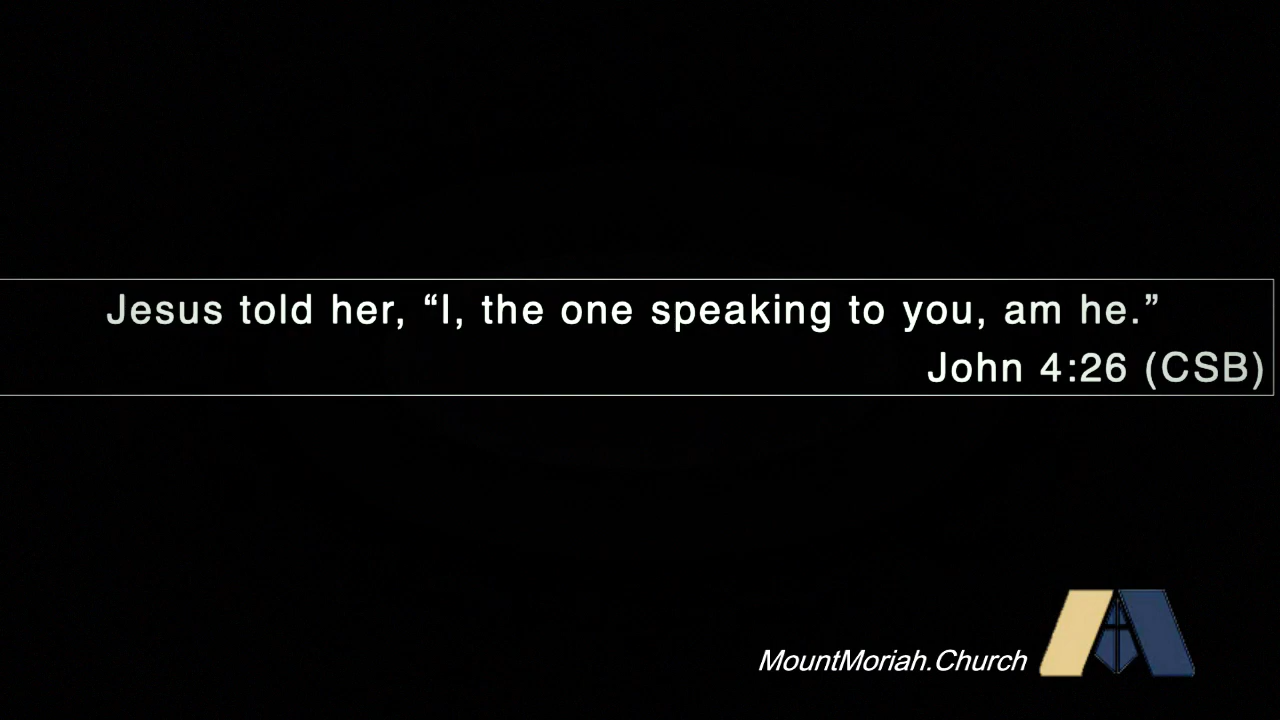 Jesus told her, “I, the one speaking to you, am he.”
John 4:26 (CSB)
MountMoriah.Church